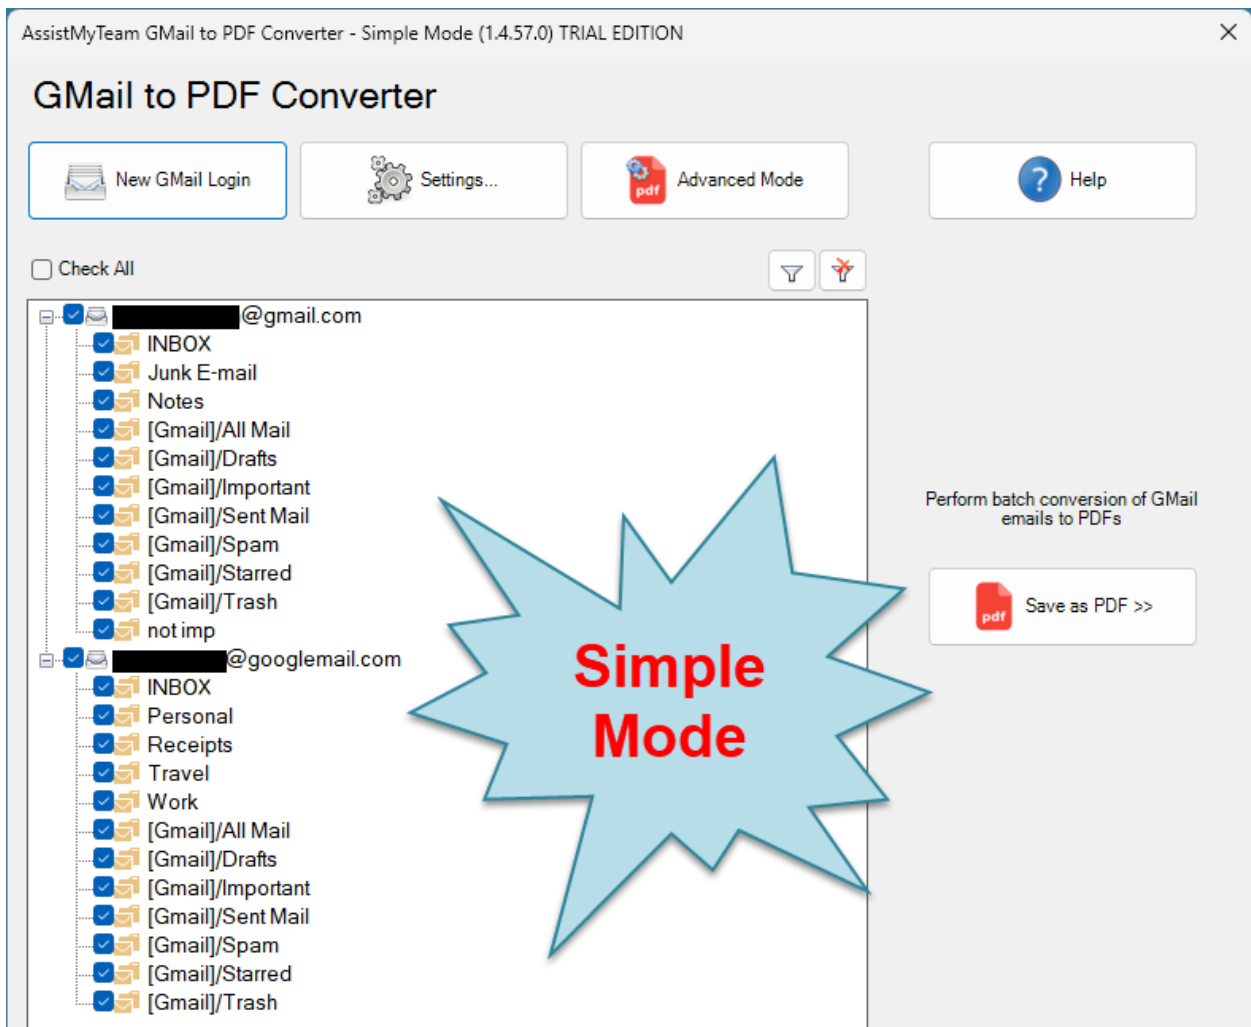 AssistMyTeam GMail to PDF Converter - Simple Mode (1.4.57.0) TRIAL EDITION
GMail to PDF Converter
New GMail Login
Settings...
pdf
Advanced Mode
?
Help
Check All
@gmail.com
INBOX
Junk E-mail
Notes
[Gmail]/All Mail
[Gmail]/Drafts
[Gmail]/Important
[Gmail]/Sent Mail
[Gmail]/Spam
[Gmail]/Starred
[Gmail]/Trash
not imp
@googlemail.com
INBOX
Personal
Receipts
Travel
Work
[Gmail]/All Mail
[Gmail]/Drafts
[Gmail]/Important
[Gmail]/Sent Mail
[Gmail]/Spam
[Gmail]/Starred
[Gmail]/Trash
Simple
Mode
Perform batch conversion of GMail
emails to PDFs
pdf
Save as PDF >>